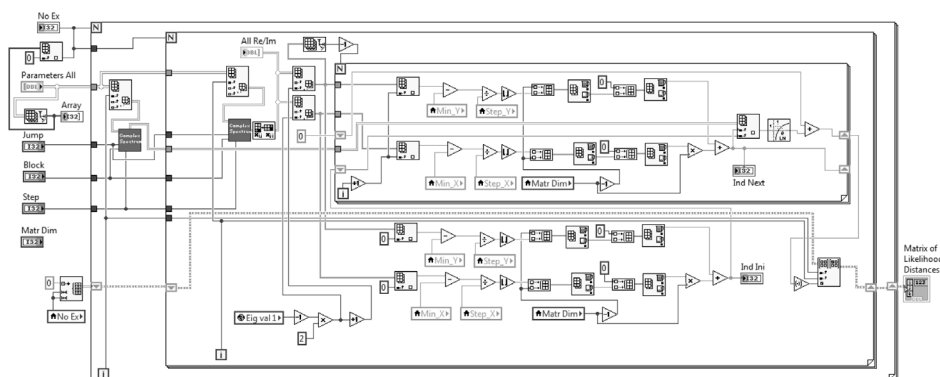 No Ex
I32
N
N
0
Parameters All
DBL
Array
I32
Jump
I32
Block
I32
Step
I32
Matr Dim
I32
0
No Ex
i
Complex
Spectrum
Complex
Spectrum
All Re/Im
DBL
-1
0
N
Min_Y
Step_Y
0
Min_X
Step_X
0
Matr Dim
-1
+1
i
LN
I32
Ind Next
0
Min_Y
Step_Y
0
0
Min_X
Step_X
0
Matr Dim
-1
Ind Ini
I32
Eig val 1
-1
2
+1
i
Matrix of
Likelihood
Distances